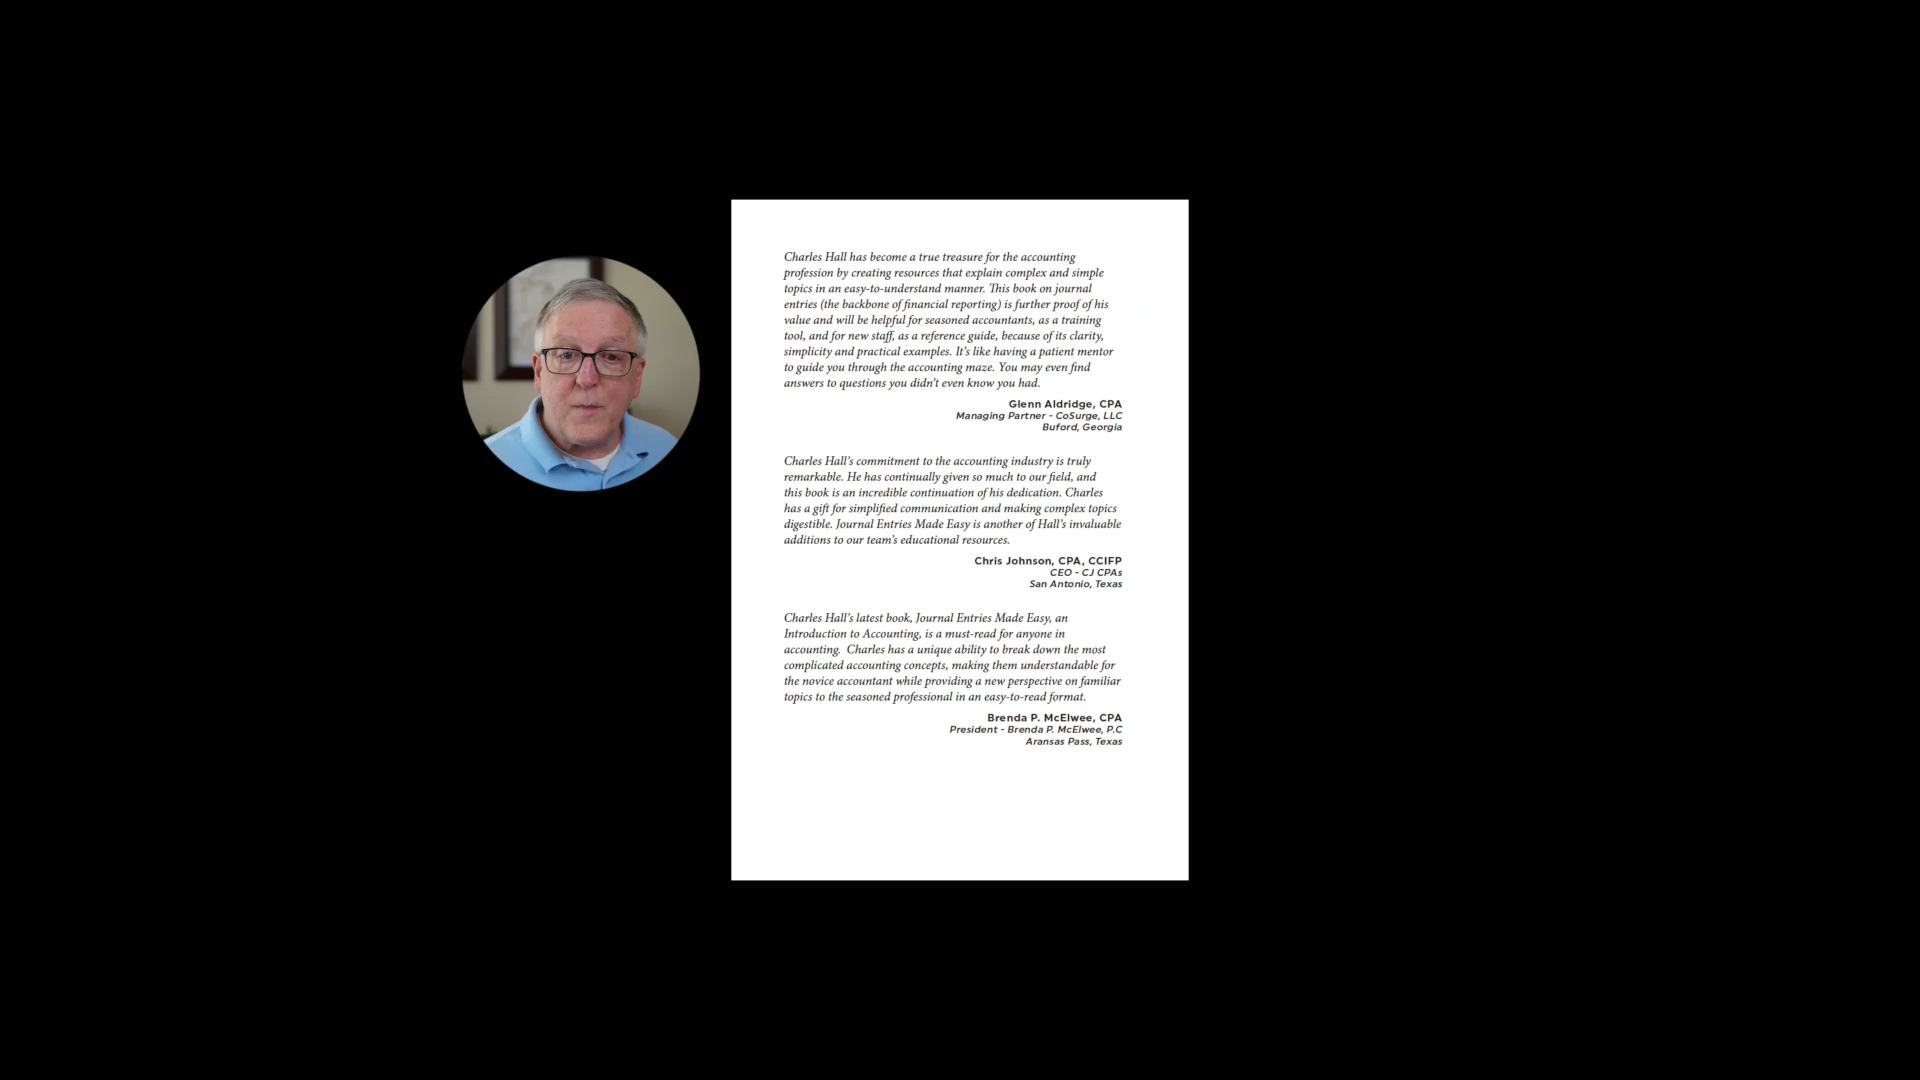 Charles Hall has become a true treasure for the accounting
profession by creating resources that explain complex and simple
topics in an easy-to-understand manner. This book on journal
entries (the backbone of financial reporting) is further proof of his
value and will be helpful for seasoned accountants, as a training
tool, and for new staff, as a reference guide, because of its clarity,
simplicity and practical examples. It's like having a patient mentor
to guide you through the accounting maze. You may even find
answers to questions you didn't even know you had.
Glenn Aldridge, CPA
Managing Partner - CoSurge, LLC
Buford, Georgia
Charles Hall's commitment to the accounting industry is truly
remarkable. He has continually given so much to our field, and
this book is an incredible continuation of his dedication. Charles
has a gift for simplified communication and making complex topics
digestible. Journal Entries Made Easy is another of Hall's invaluable
additions to our team's educational resources.
Chris Johnson, CPA, CCIFP
CEO - CJ CPAs
San Antonio, Texas
Charles Hall's latest book, Journal Entries Made Easy, an
Introduction to Accounting, is a must-read for anyone in
accounting.  Charles has a unique ability to break down the most
complicated accounting concepts, making them understandable for
the novice accountant while providing a new perspective on familiar
topics to the seasoned professional in an easy-to-read format.
Brenda P. McElwee, CPA
President - Brenda P. McElwee, P.C
Aransas Pass, Texas